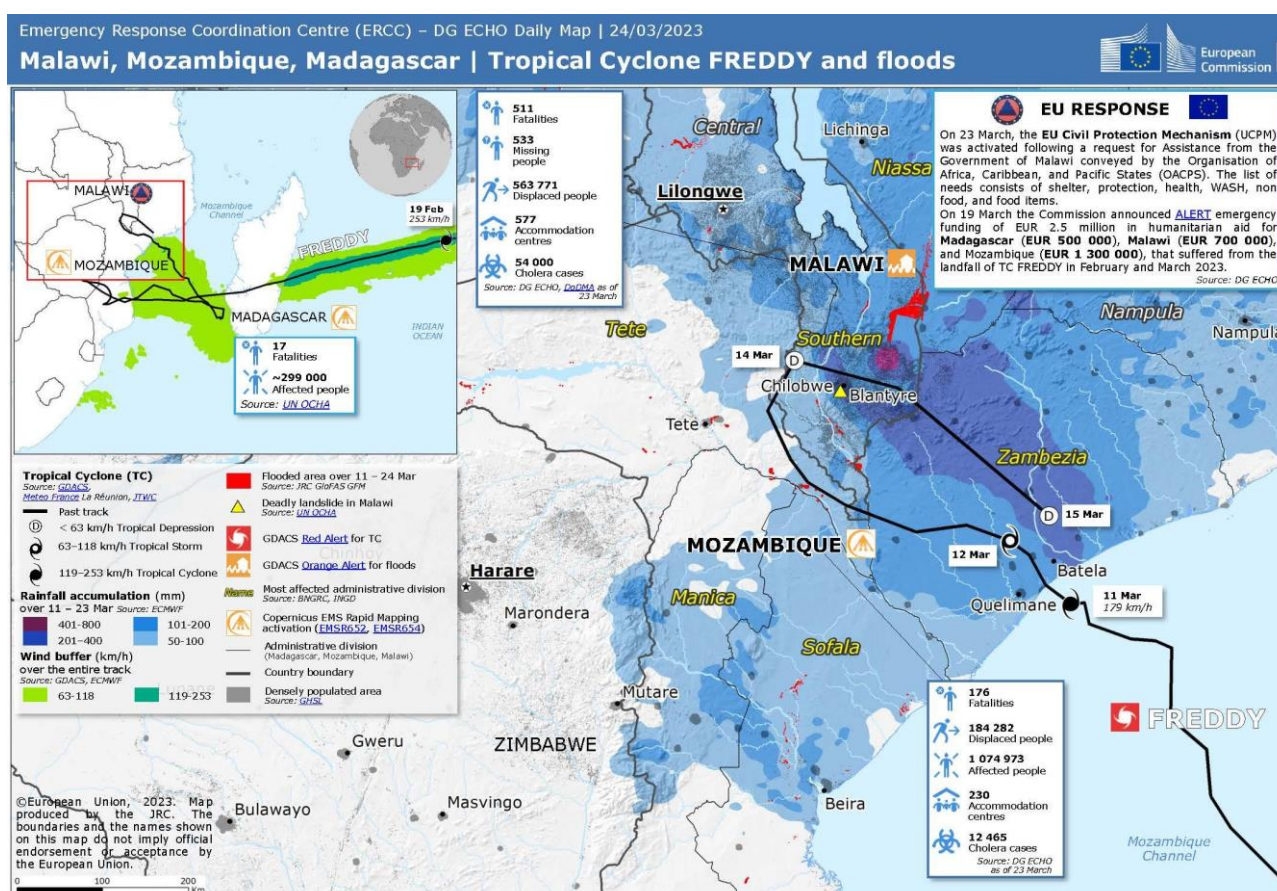 Emergency Response Coordination Centre (ERCC) – DG ECHO Daily Map | 24/03/2023
Malawi, Mozambique, Madagascar | Tropical Cyclone FREDDY and floods
European
Commission
MALAWI
Mozambique
Channel
MOZAMBIQUE
FREDDY
19 Feb
253 km/h
MADAGASCAR
INDIAN
OCEAN
17
Fatalities
~299 000
Affected people
Source: UN OCHA
511
Fatalities
533
Missing
people
563 771
Displaced people
577
Accommodation
centres
54 000
Cholera cases
Source: DG ECHO, DoDMA as of
23 March
EU RESPONSE
On 23 March, the EU Civil Protection Mechanism (UCPM)
was activated following a request for Assistance from the
Government of Malawi conveyed by the Organisation of
Africa, Caribbean, and Pacific States (OACPS). The list of
needs consists of shelter, protection, health, WASH, non
food, and food items.
On 19 March the Commission announced ALERT emergency
funding of EUR 2.5 million in humanitarian aid for
Madagascar (EUR 500 000), Malawi (EUR 700 000),
and Mozambique (EUR 1 300 000), that suffered from the
landfall of TC FREDDY in February and March 2023.
Source: DG ECHO
Central
Lichinga
Niassa
Lilongwe
MALAWI
Nampula
Nampula
Tete
Southern
14 Mar
D
Chilobwe
Blantyre
Tete
Zambezia
D
15 Mar
MOZAMBIQUE
12 Mar
Batela
Quelimane
11 Mar
179 km/h
Harare
Chinhoy
Marondera
Manica
Sofala
Mutare
FREDDY
Gweru
ZIMBABWE
Bulawayo
Masvingo
Beira
Mozambique
Channel
Tropical Cyclone (TC)
Source: GDACS,
Meteo France La Réunion, JTWC
Past track
D < 63 km/h Tropical Depression
63–118 km/h Tropical Storm
119–253 km/h Tropical Cyclone
Rainfall accumulation (mm)
over 11 – 23 Mar Source: ECMWF
401-800 101-200
201–400 50-100
Wind buffer (km/h)
over the entire track
Source: GDACS, ECMWF
63-118 119-253
Flooded area over 11 – 24 Mar
Source: JRC GloFAS GFM
Deadly landslide in Malawi
Source: UN OCHA
GDACS Red Alert for TC
GDACS Orange Alert for floods
Name Most affected administrative division
Source: BNGRC, INGD
Copernicus EMS Rapid Mapping
activation (EMSR652, EMSR654)
Administrative division
(Madagascar, Mozambique, Malawi)
Country boundary
Densely populated area
Source: GHSL
176
Fatalities
184 282
Displaced people
1 074 973
Affected people
230
Accommodation
centres
12 465
Cholera cases
Source: DG ECHO
as of 23 March
©European Union, 2023. Map
produced by the JRC. The
boundaries and the names shown
on this map do not imply official
endorsement or acceptance by
the European Union.
0 100 200
Km